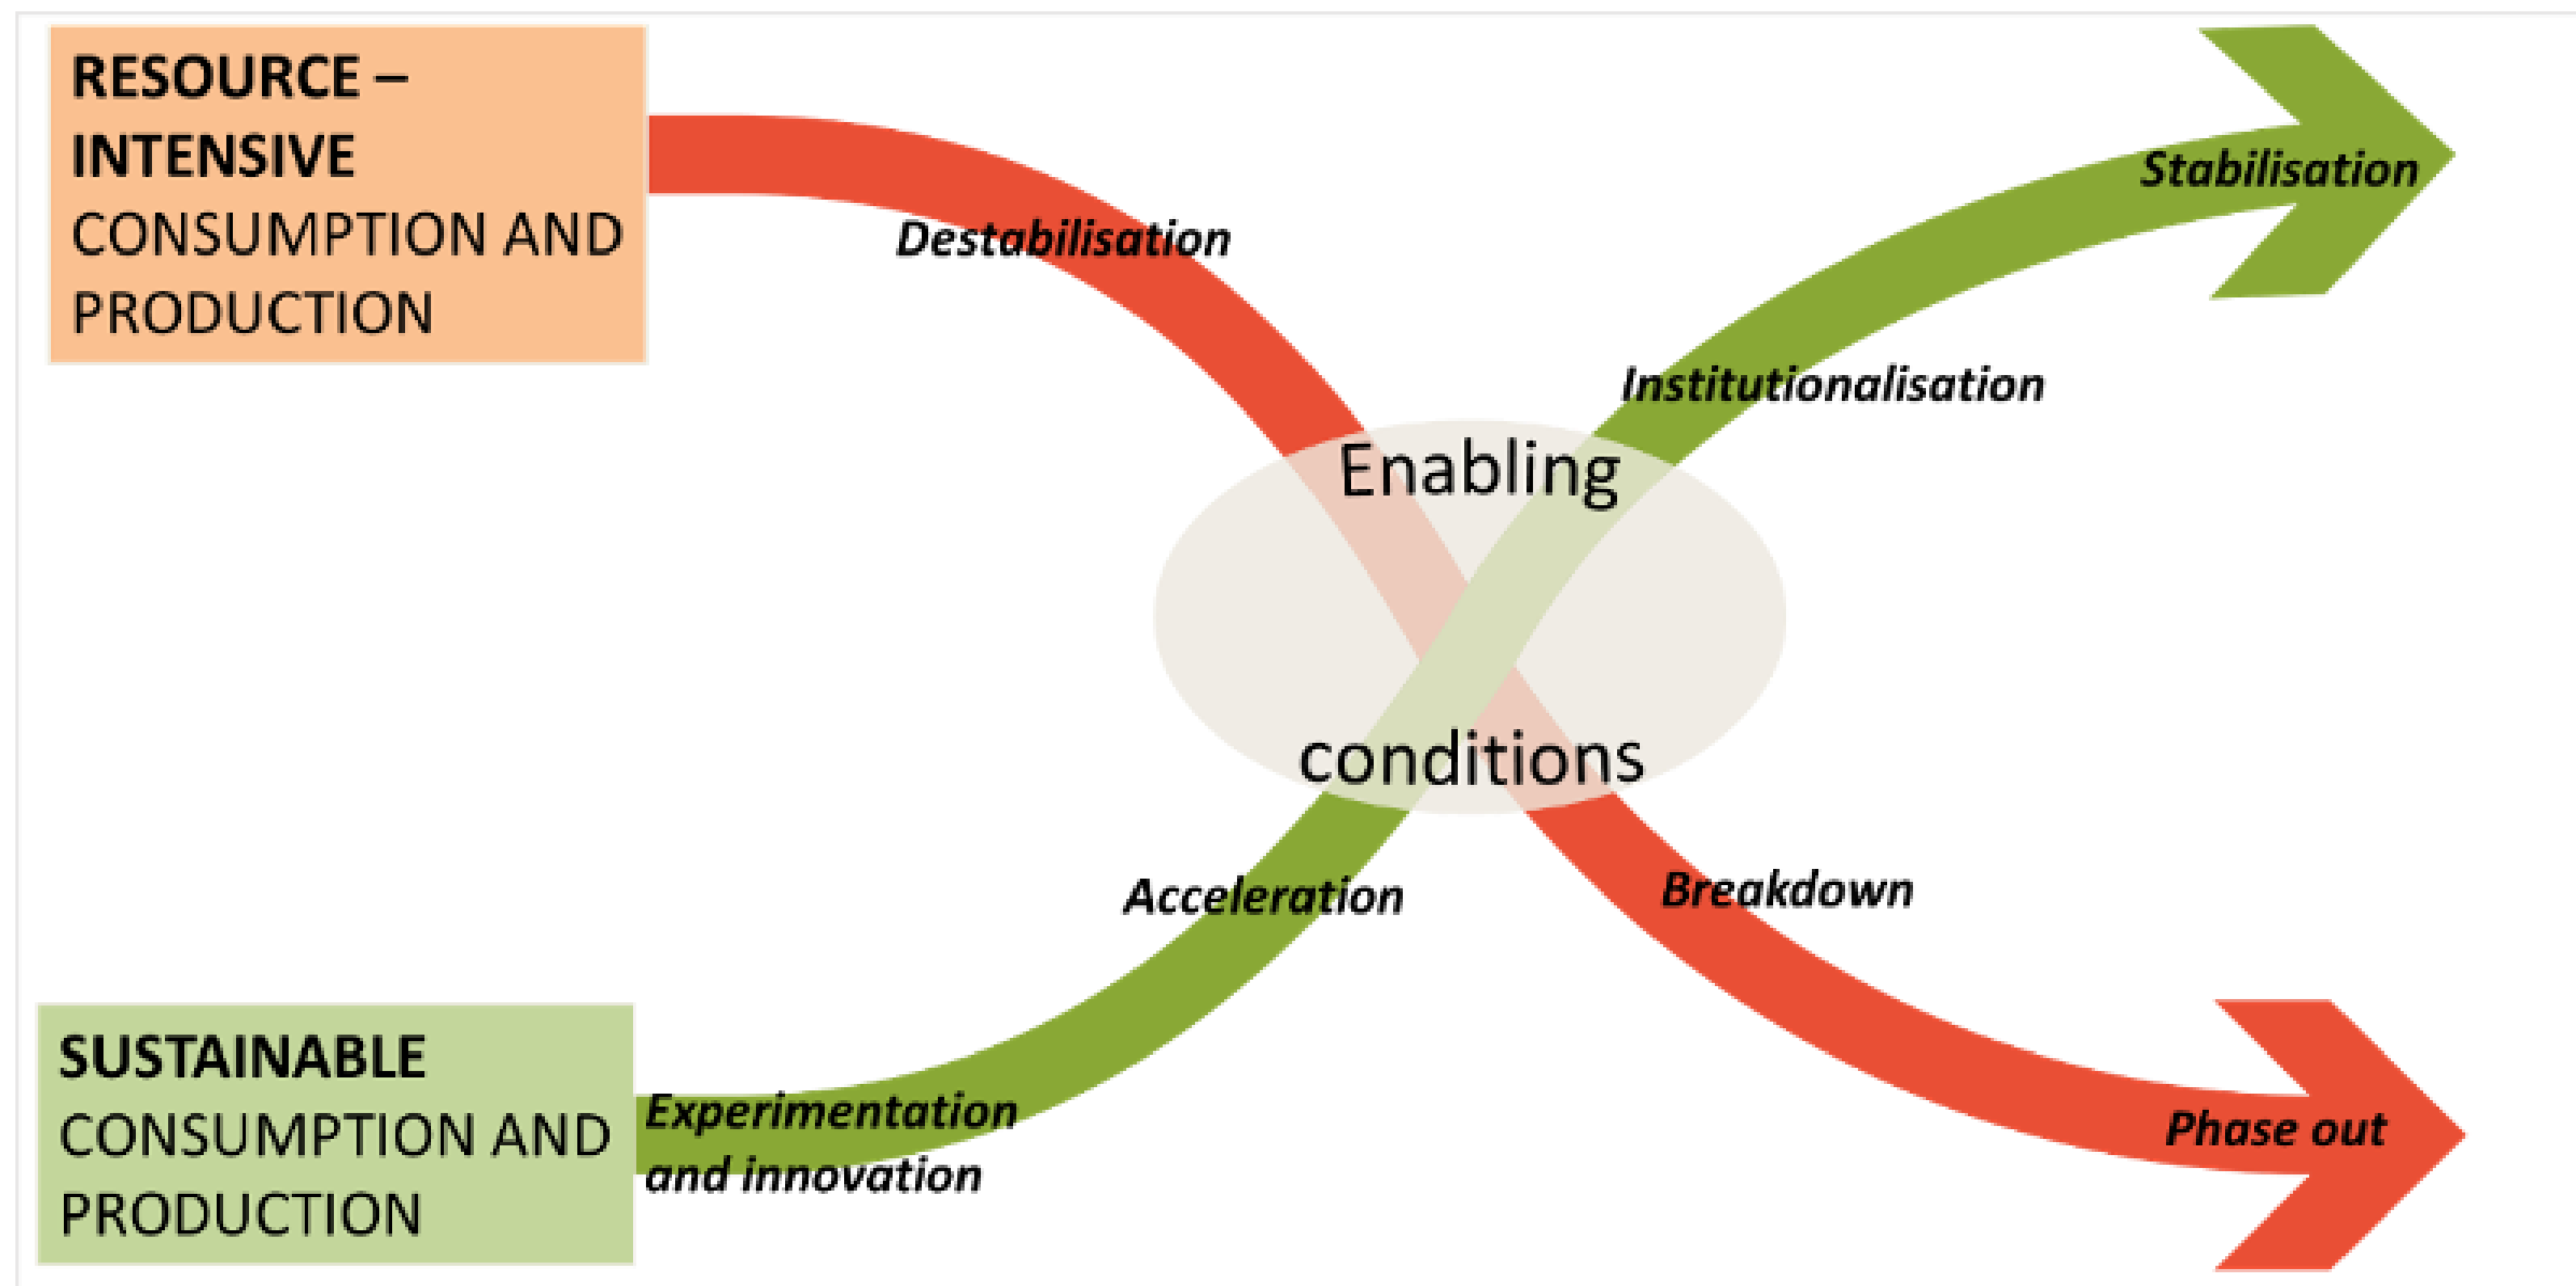 RESOURCE –
INTENSIVE
CONSUMPTION AND
PRODUCTION
Destabilisation
Stabilisation
Institutionalisation
Enabling
conditions
Acceleration
Breakdown
SUSTAINABLE
CONSUMPTION AND
PRODUCTION
Experimentation
and innovation
Phase out